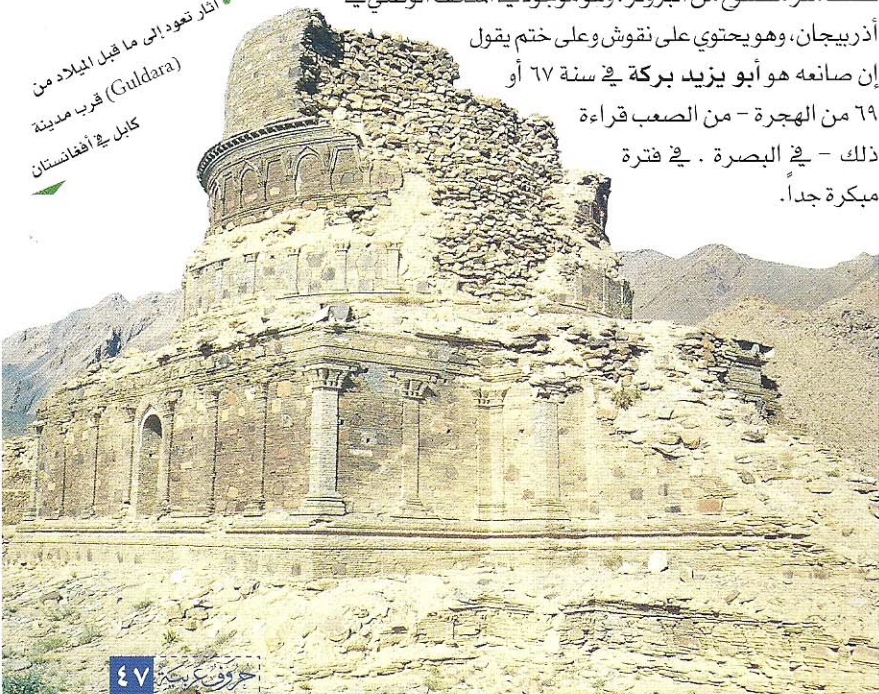 أذربيجان، وهو يحتوي على نقوش وعلى ختم يقول
إن صانعه هو أبو يزيد بركة في سنة ٦٧ أو
٦٩ من الهجرة - من الصعب قراءة
ذلك - في البصرة . في فترة
مبكرة جداً.
آثار تعود إلى ما قبل الميلاد من
(Guldara) قرب مدينة
كابل في أفغانستان
حروف عربية ٤٧